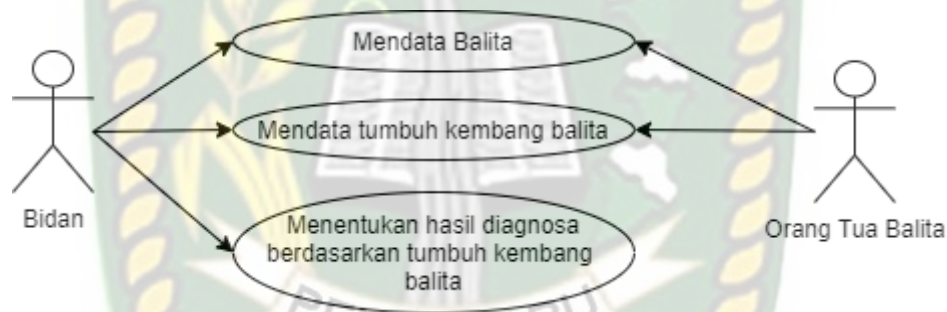 Mendata Balita
Mendata tumbuh kembang balita
Bidan
Menentukan hasil diagnosa
berdasarkan tumbuh kembang
balita
Orang Tua Balita